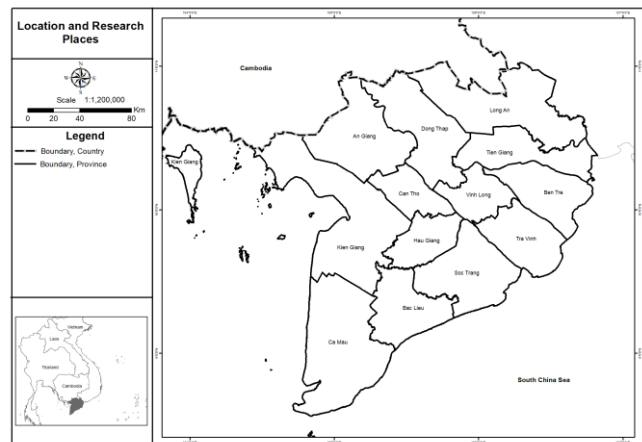 Location and Research
Places
N
W
E
S
Scale 1:1,200,000
Km
0 20 40 80
Legend
Boundary, Country
Boundary, Province
Vietnam
Laos
Thailand
Cambodia
Cambodia
Long An
An Giang
Dong Thap
Tien Giang
Kien Giang
Can Tho
Vinh Long
Ben Tre
Kien Giang
Hau Giang
Tra Vinh
Soc Trang
Bac Lieu
Ca Mau
South China Sea